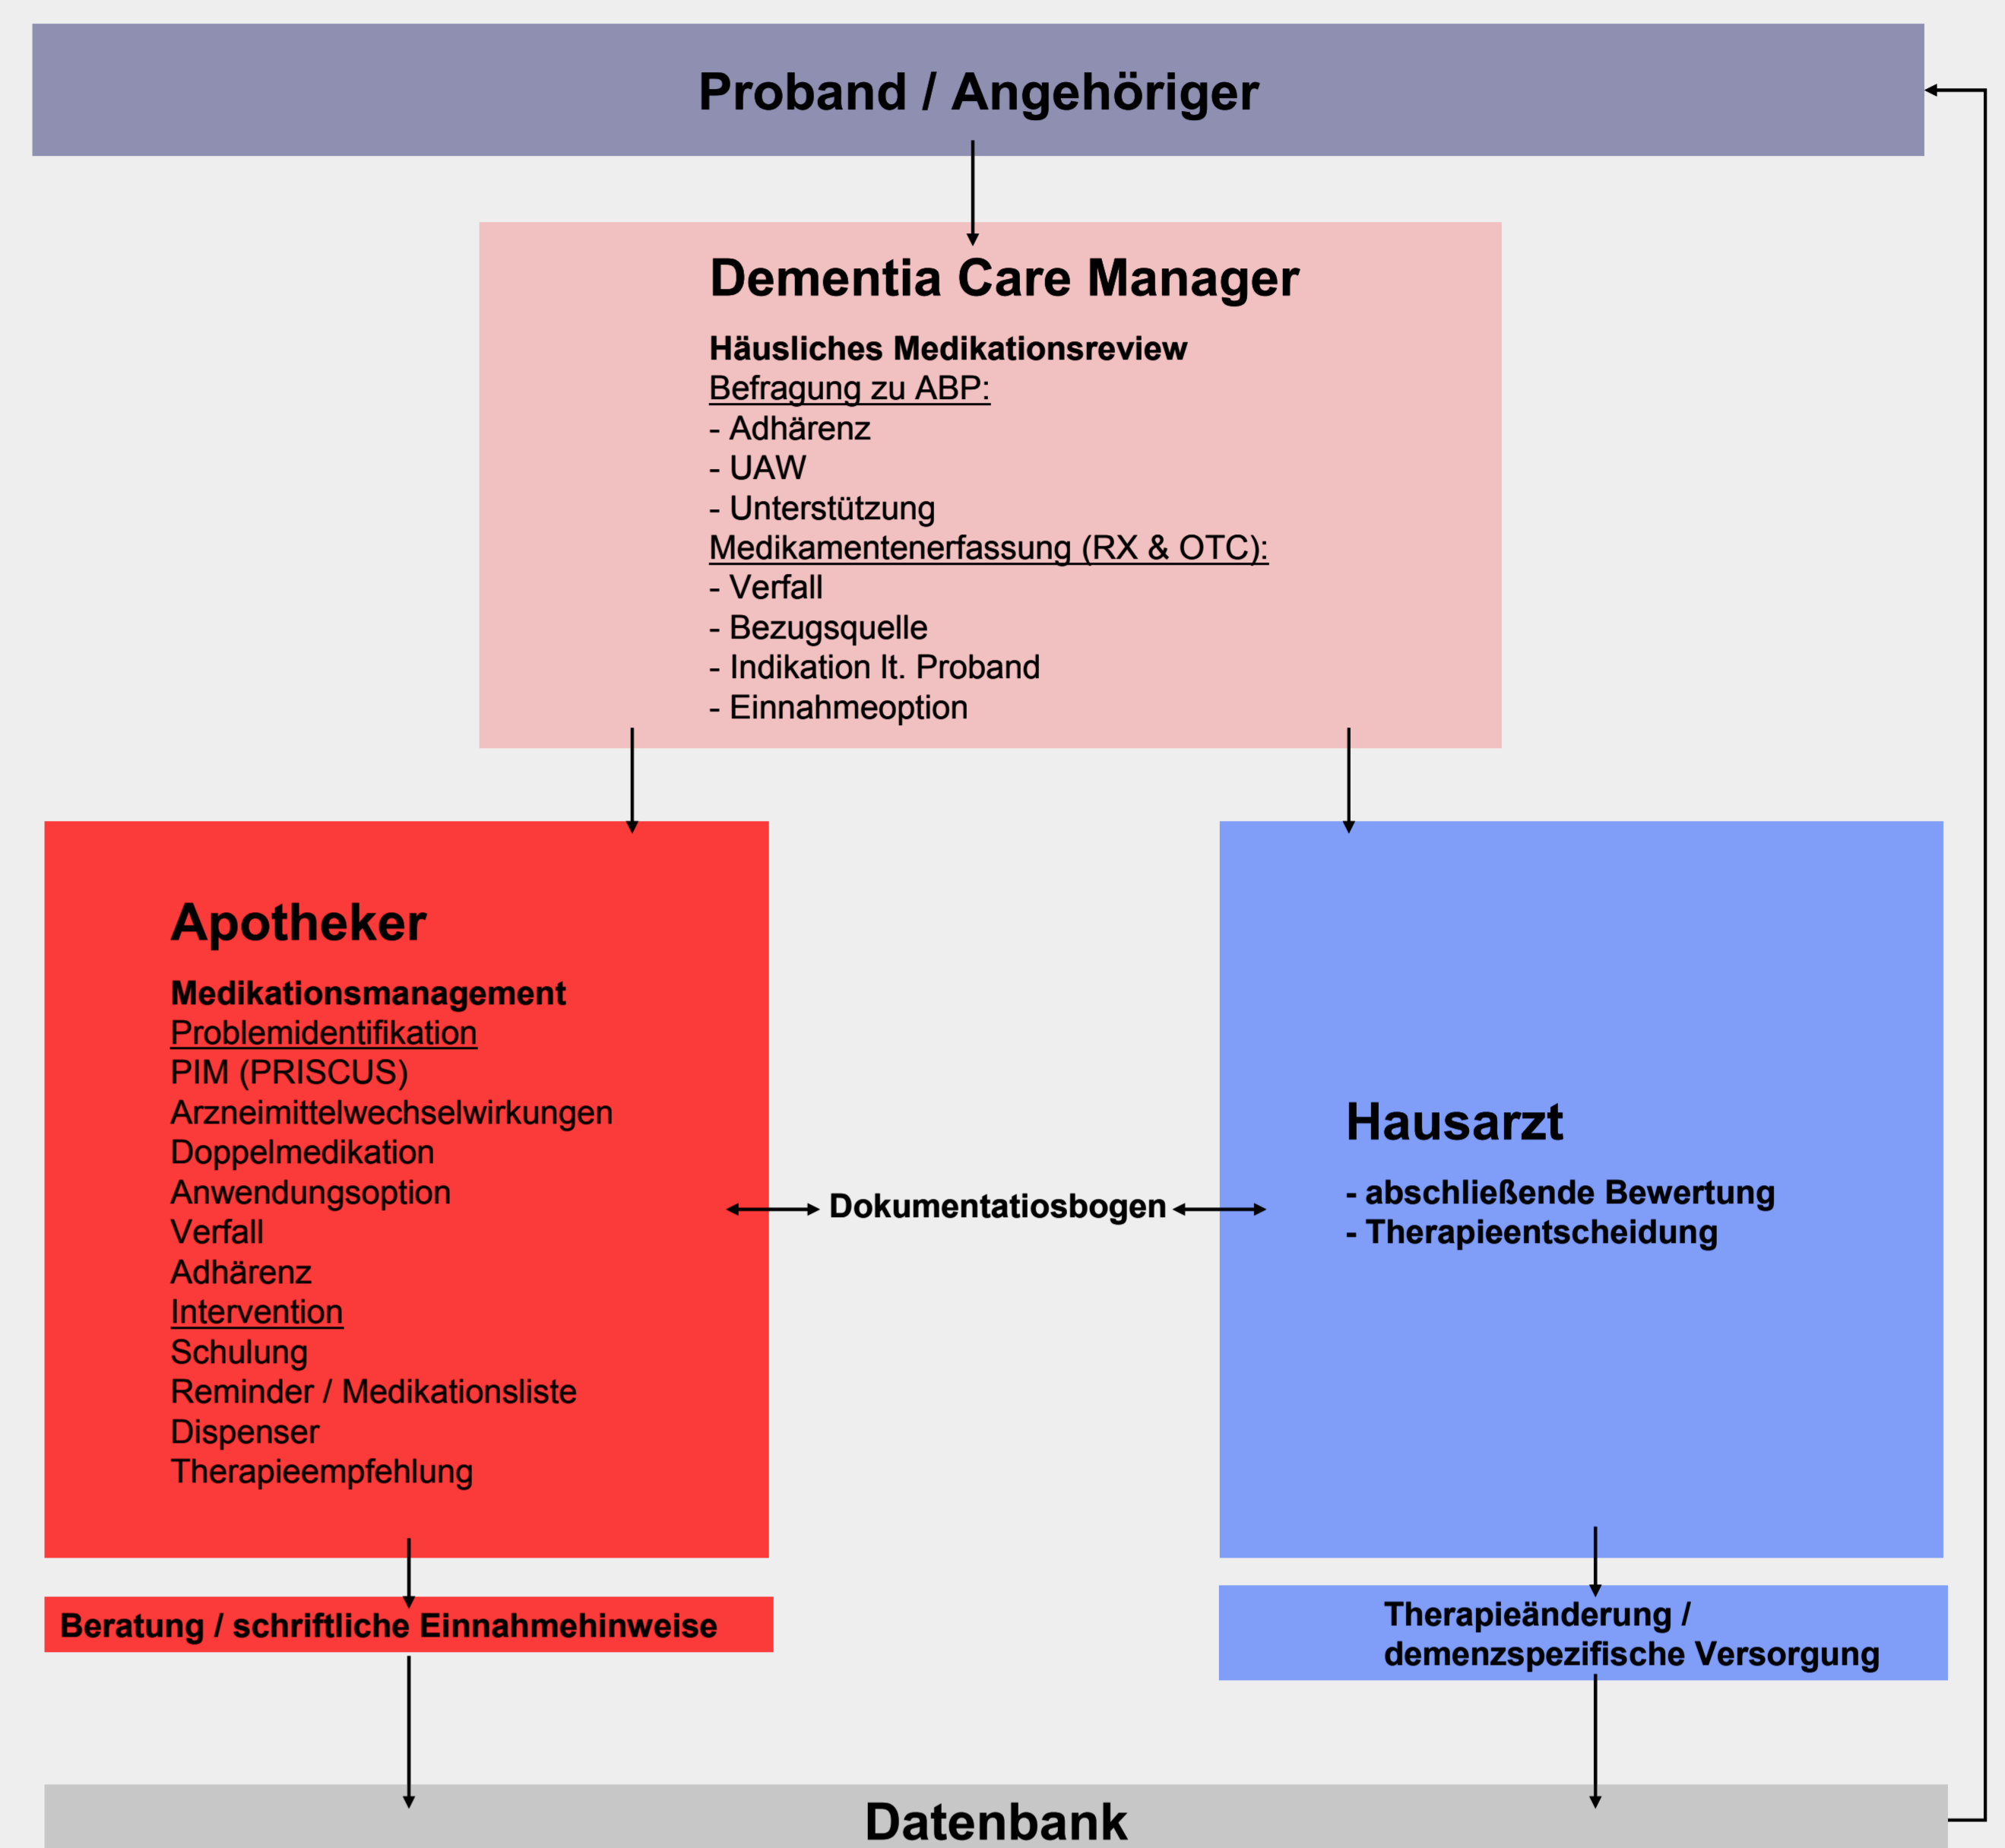 Proband / Angehöriger
Dementia Care Manager
Häusliches Medikationsreview
Befragung zu ABP:
- Adhärenz
- UAW
- Unterstützung
Medikamentenerfassung (RX & OTC):
- Verfall
- Bezugsquelle
- Indikation lt. Proband
- Einnahmeoption
Apotheker
Medikationsmanagement
Problemidentifikation
PIM (PRISCUS)
Arzneimittelwechselwirkungen
Doppelmedikation
Anwendungsoption
Verfall
Adhärenz
Intervention
Schulung
Reminder / Medikationsliste
Dispenser
Therapieempfehlung
Dokumentatiosbogen
Hausarzt
- abschließende Bewertung
- Therapieentscheidung
Beratung / schriftliche Einnahmehinweise
Therapieänderung /
demenzspezifische Versorgung
Datenbank